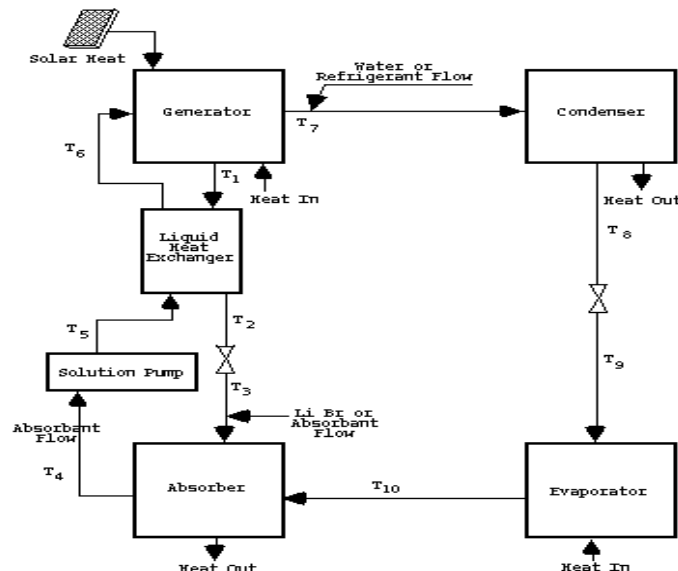 Solar Heat
Water or
Refrigerant Flow
Generator
Condenser
T7
T6
T1
Heat In
Heat Out
T8
Liquid
Heat
Exchanger
T2
T5
T9
Solution Pump
T3
Li Br or
Absorbant
Flow
Absorbant
Flow
T4
Absorber
T10
Evaporator
Heat Out
Heat In